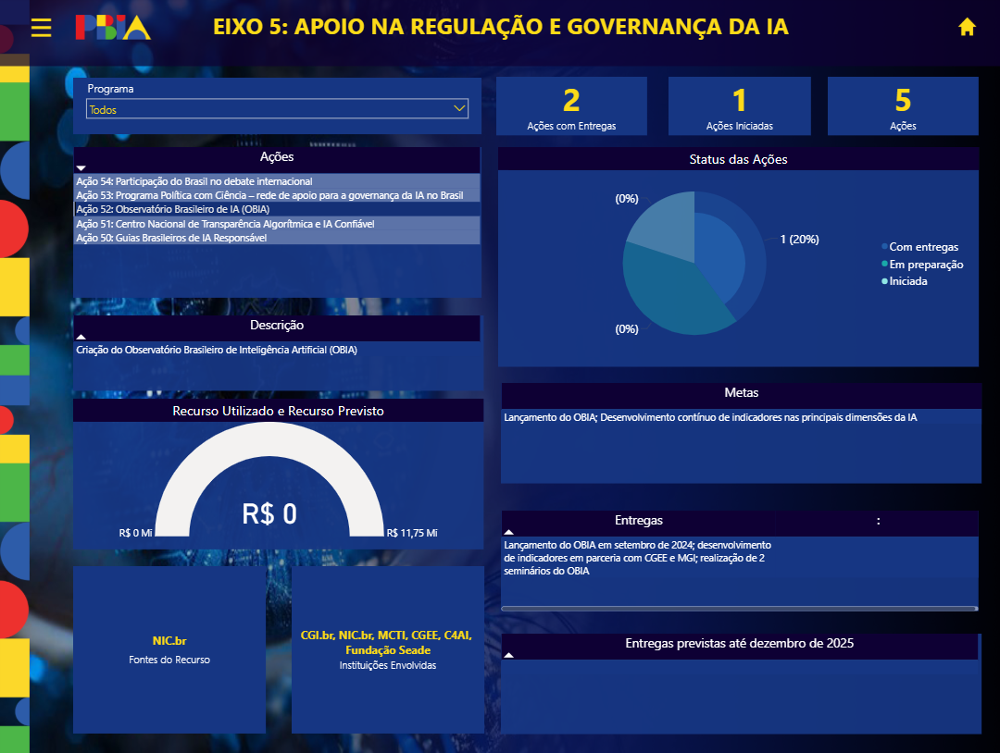 PBIA
EIXO 5: APOIO NA REGULAÇÃO E GOVERNANÇA DA IA
Programa
Todos
2
Ações com Entregas
1
Ações Iniciadas
5
Ações
Ações
Ação 54: Participação do Brasil no debate internacional
Ação 53: Programa Política com Ciência – rede de apoio para a governança da IA no Brasil
Ação 52: Observatório Brasileiro de IA (OBIA)
Ação 51: Centro Nacional de Transparência Algorítmica e IA Confiável
Ação 50: Guias Brasileiros de IA Responsável
Status das Ações
(0%)
1 (20%)
(0%)
Com entregas
Em preparação
Iniciada
Descrição
Criação do Observatório Brasileiro de Inteligência Artificial (OBIA)
Metas
Lançamento do OBIA; Desenvolvimento contínuo de indicadores nas principais dimensões da IA
Recurso Utilizado e Recurso Previsto
R$ 0
R$ 0 Mi
R$ 11,75 Mi
Entregas :
Lançamento do OBIA em setembro de 2024; desenvolvimento
de indicadores em parceria com CGEE e MGI; realização de 2
seminários do OBIA
NIC.br
Fontes do Recurso
CGI.br, NIC.br, MCTI, CGEE, C4AI,
Fundação Seade
Instituições Envolvidas
Entregas previstas até dezembro de 2025